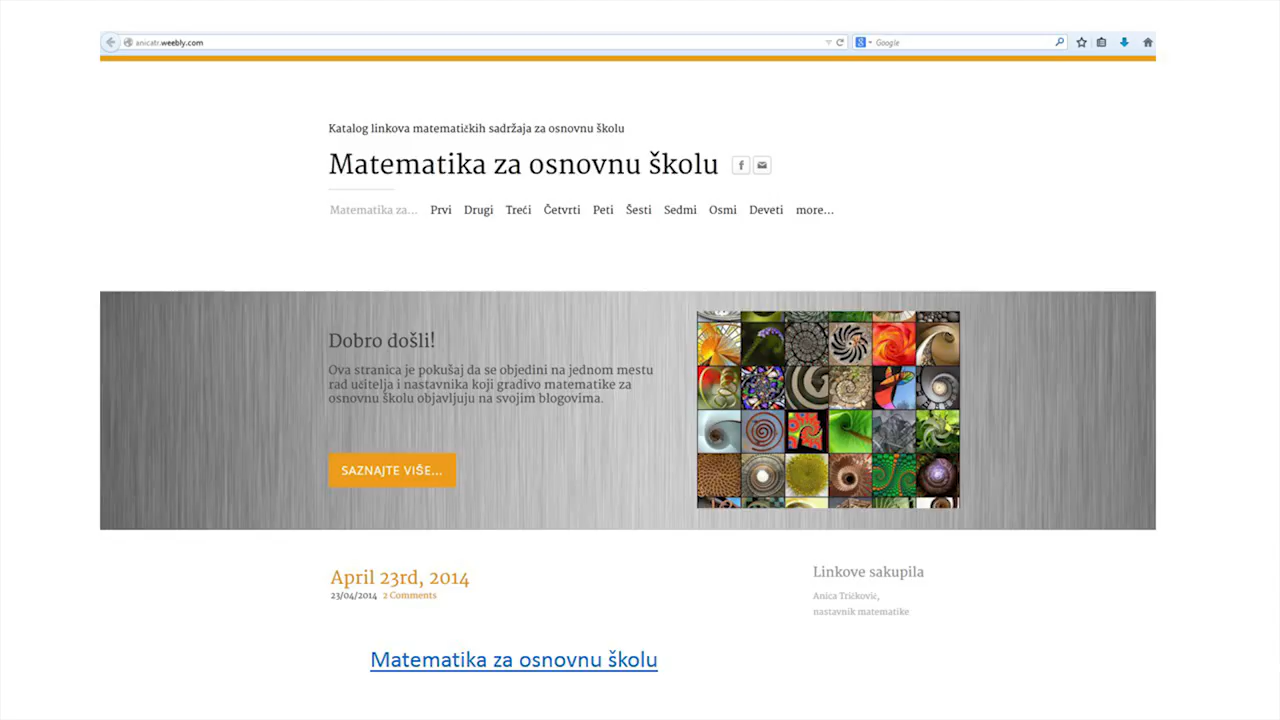 anicatr.weebly.com
Google
Katalog linkova matematičkih sadržaja za osnovnu školu
Matematika za osnovnu školu
Matematika za... Prvi Drugi Treći Četvrti Peti Šesti Sedmi Osmi Deveti more...
Dobro došli!
Ova stranica je pokušaj da se objedini na jednom mestu
rad učitelja i nastavnika koji gradivo matematike za
osnovnu školu objavljuju na svojim blogovima.
SAZNAJTE VIŠE...
April 23rd, 2014
23/04/2014 2 Comments
Linkove sakupila
Anica Tričković,
nastavnik matematike
Matematika za osnovnu školu